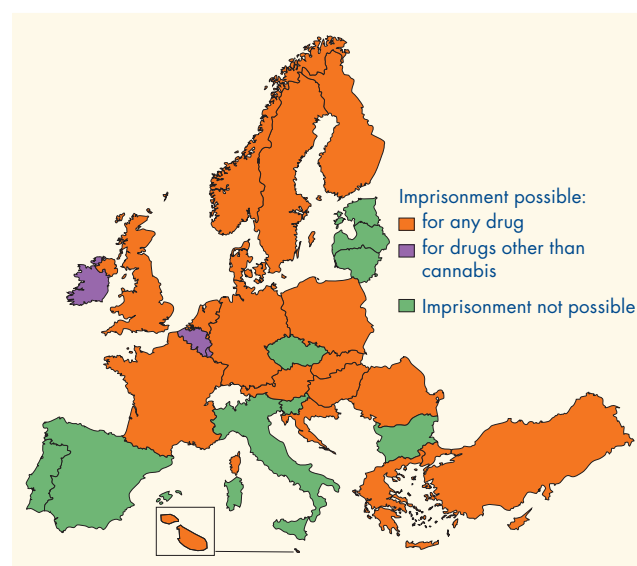 Imprisonment possible:
for any drug
for drugs other than
cannabis
Imprisonment not possible